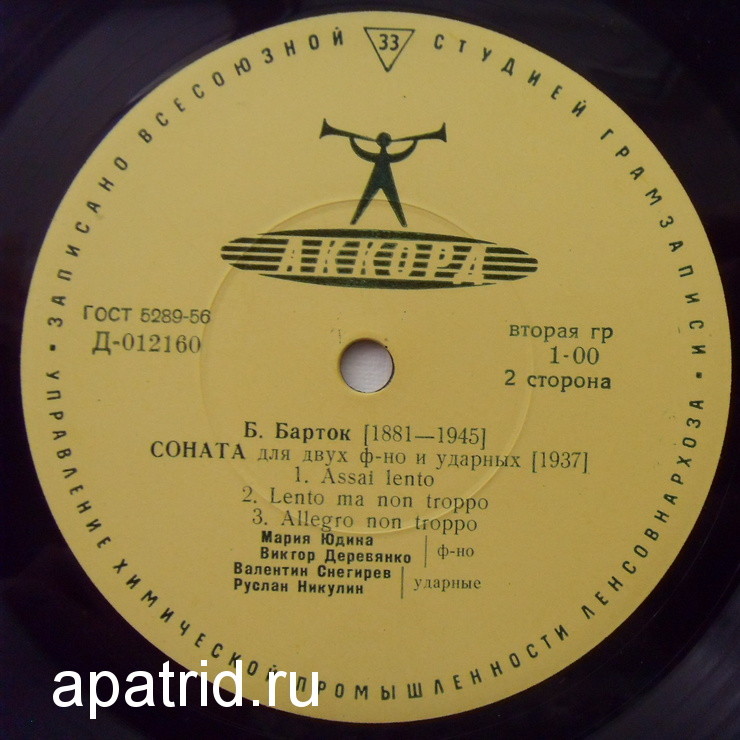 ЗАПИСАНО ВСЕСОЮЗНОЙ 33 СТУДИЕЙ ГРАМЗАПИСИ
АККОРД
ГОСТ 5289-56
Д-012160
вторая гр
1-00
2 сторона
Б. Барток [1881—1945]
СОНАТА для двух ф-но и ударных [1937]
1. Assai lento
2. Lento ma non troppo
3. Allegro non troppo
Мария Юдина
Виктор Деревянко
ф-но
Валентин Снегирев
Руслан Никулин
ударные
УПРАВЛЕНИЕ ХИМИЧЕСКОЙ ПРОМЫШЛЕННОСТИ ЛЕНСОВНАРХОЗА
apatrid.ru